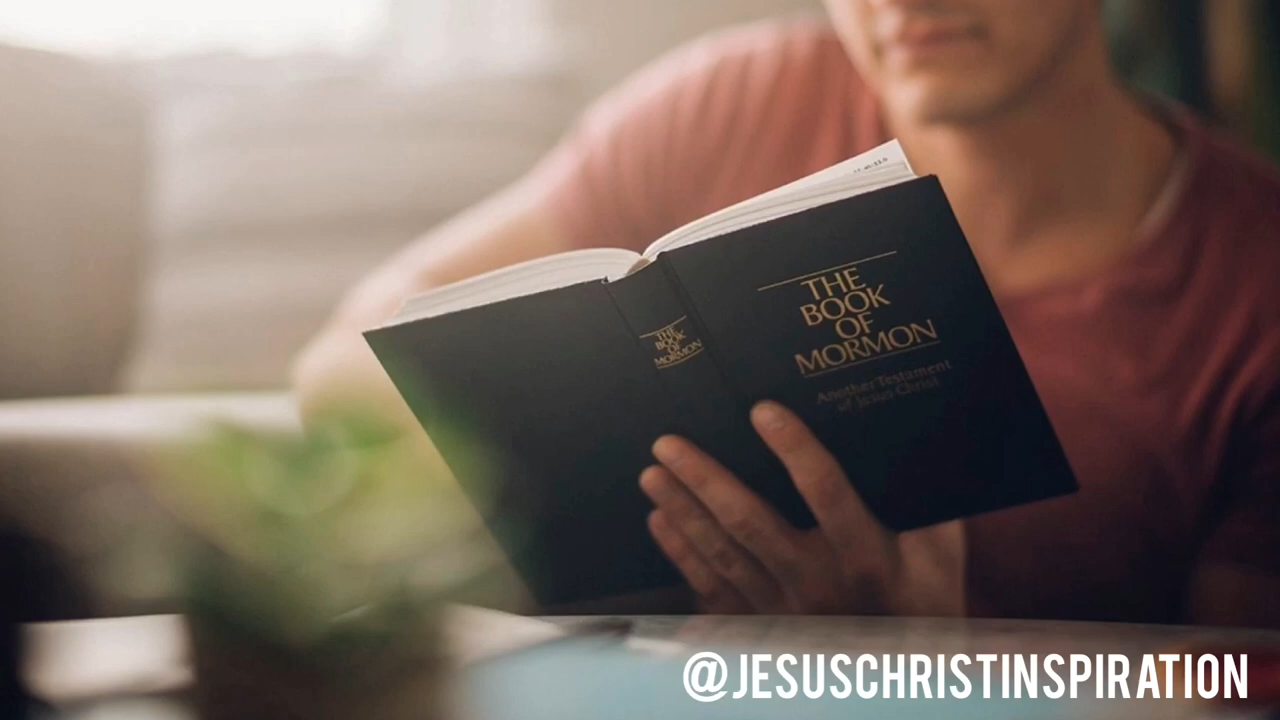 THE
BOOK
OF
MORMON
THE
BOOK
OF
MORMON
Another Testament
of Jesus Christ
@JESUSCHRISTINSPIRATION